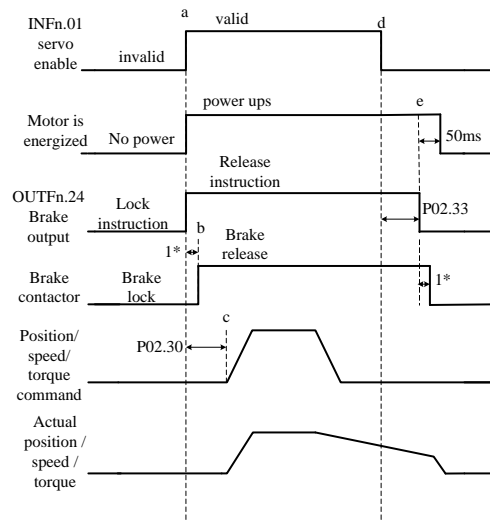 a
d
INFn.01
servo
enable
invalid
valid
Motor is
energized
No power
power ups
e
50ms
OUTFn.24
Brake
output
Lock
instruction
Release
instruction
P02.33
1*
b
Brake
contactor
Brake
lock
Brake
release
1*
Position/
speed/
torque
command
P02.30
c
Actual
position /
speed /
torque